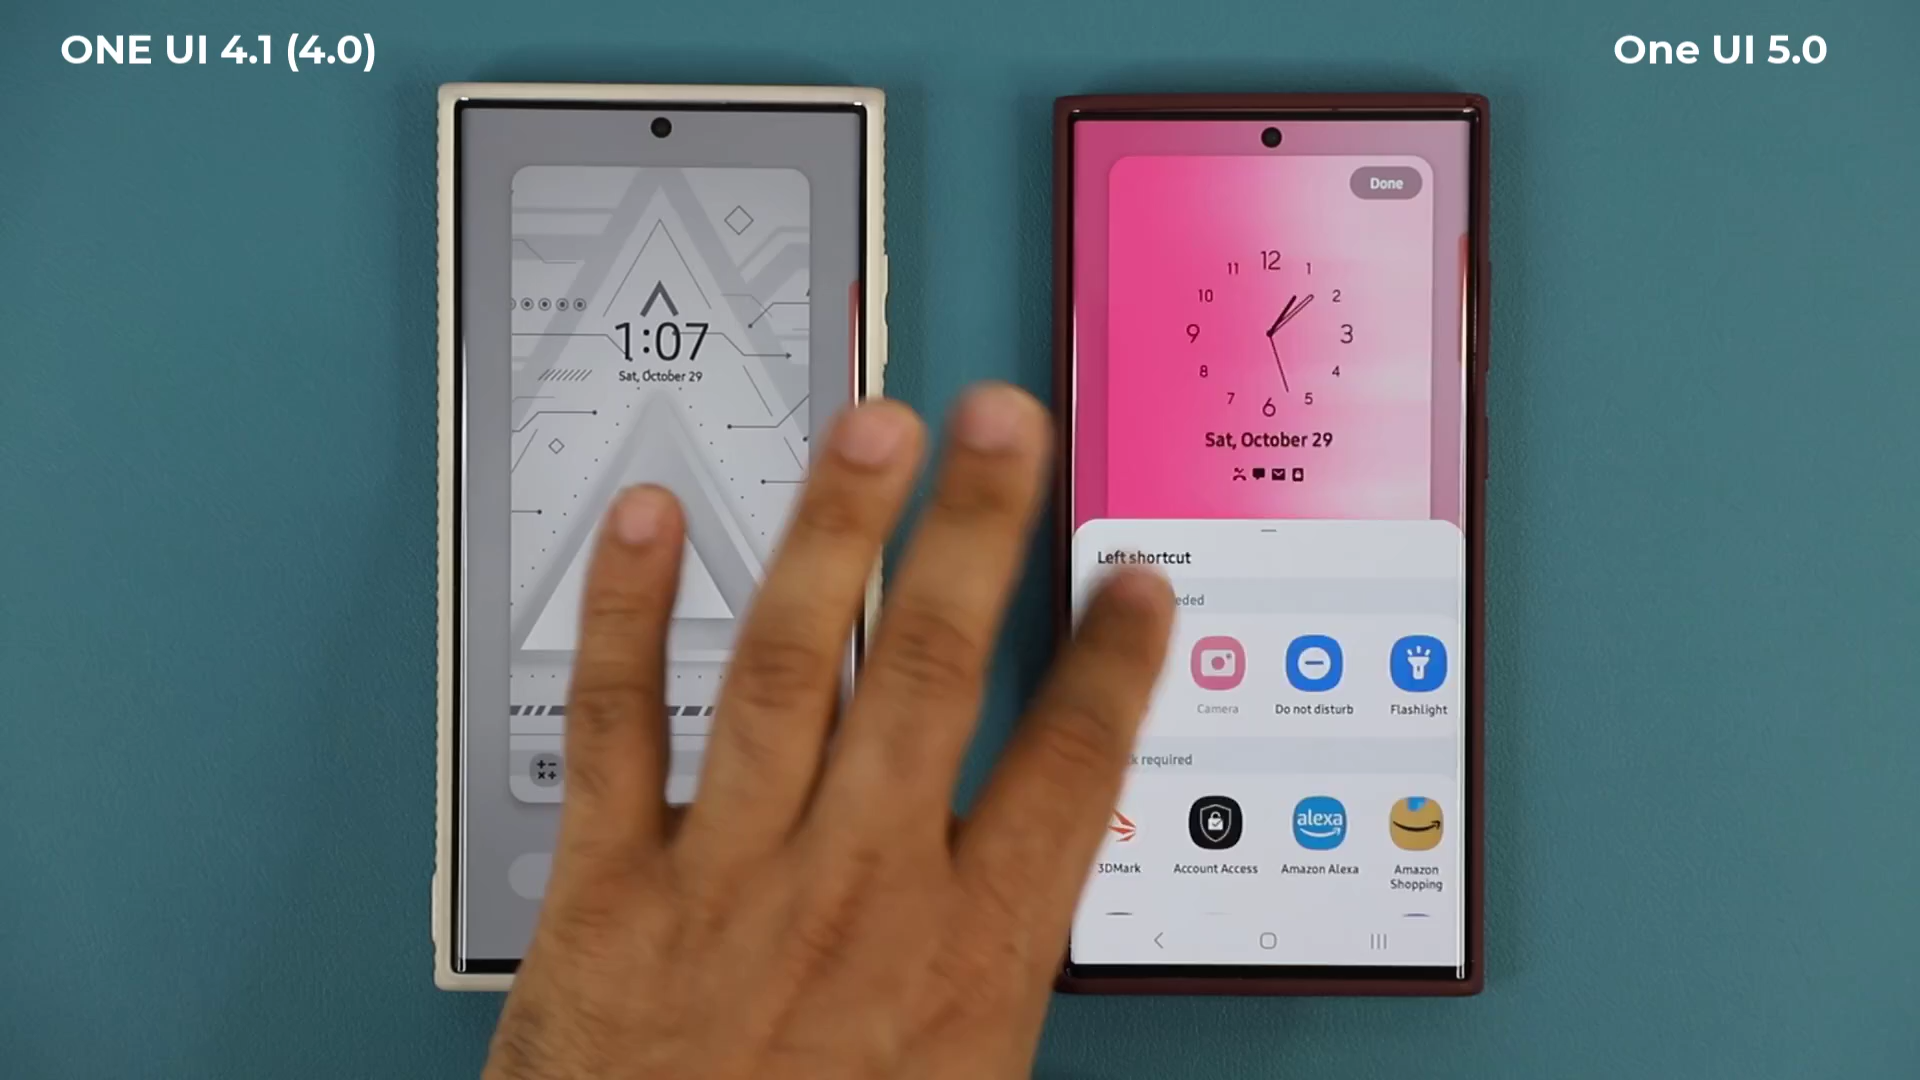 ONE UI 4.1 (4.0)
One UI 5.0
1:07
Sat, October 29
Done
12
11
1
10
2
9
3
8
4
7
5
6
Sat, October 29
Left shortcut
Camera
Do not disturb
Flashlight
required
3DMark
Account Access
alexa
Amazon Alexa
Amazon
Shopping